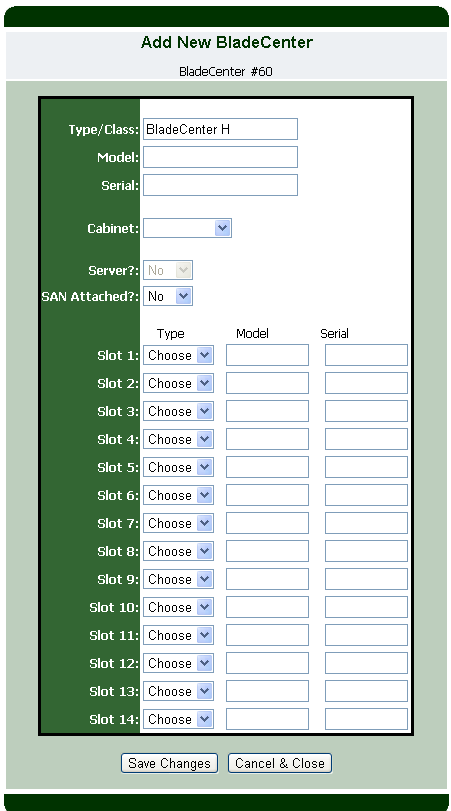 Add New BladeCenter
BladeCenter #60
Type/Class: BladeCenter H
Model:
Serial:
Cabinet:
Server?: No
SAN Attached?: No
Type Model Serial
Slot 1: Choose
Slot 2: Choose
Slot 3: Choose
Slot 4: Choose
Slot 5: Choose
Slot 6: Choose
Slot 7: Choose
Slot 8: Choose
Slot 9: Choose
Slot 10: Choose
Slot 11: Choose
Slot 12: Choose
Slot 13: Choose
Slot 14: Choose
Save Changes Cancel & Close